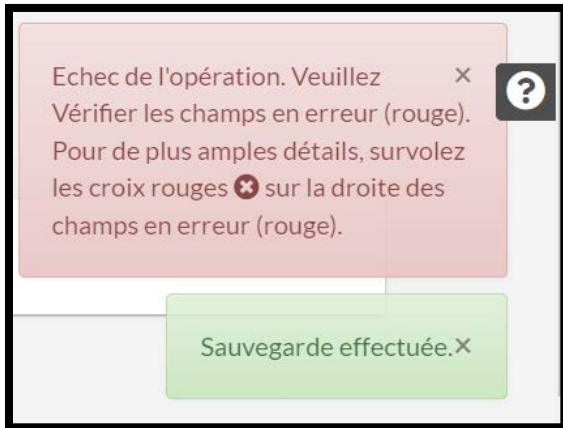 Echec de l'opération. Veuillez ×
Vérifier les champs en erreur (rouge).
Pour de plus amples détails, survolez
les croix rouges sur la droite des
champs en erreur (rouge).
?
Sauvegarde effectuée.×